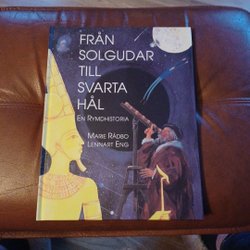 FRÅN
SOLGUDAR
TILL
SVARTA
HÅL
EN RYMDHISTORIA
MARIE RÅDBO
LENNART ENG